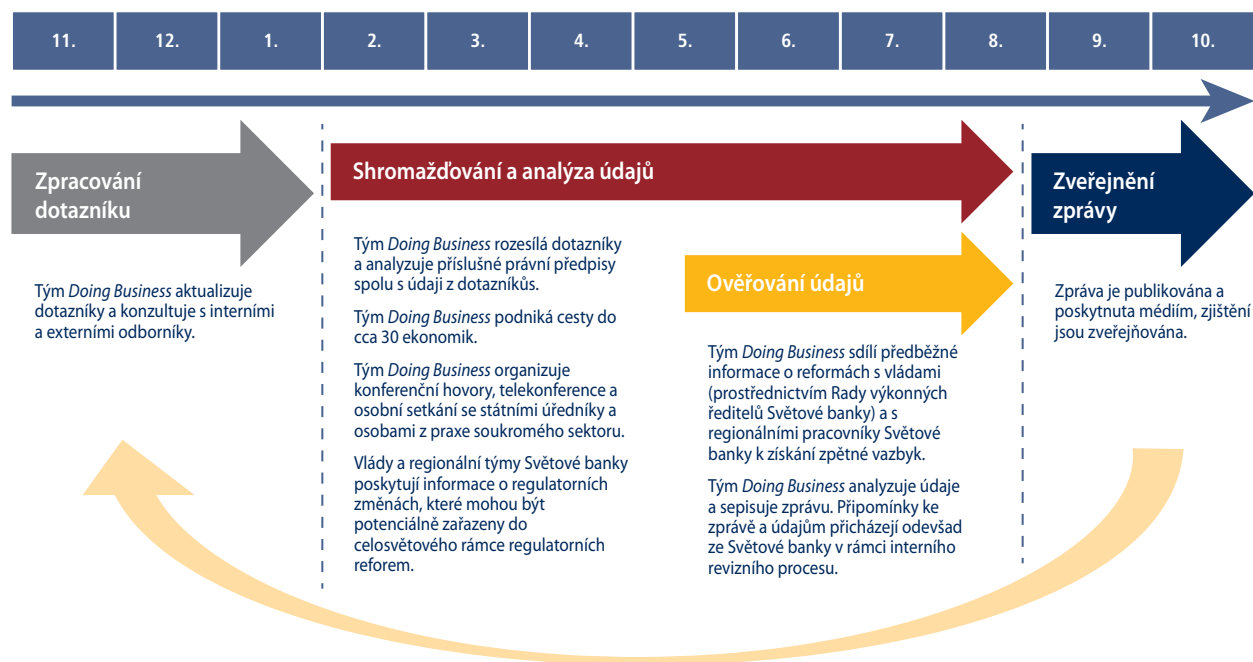 11. 12. 1. 2. 3. 4. 5. 6. 7. 8. 9. 10.
Zpracování
dotazníku
Tým Doing Business aktualizuje
dotazníky a konzultuje s interními
a externími odborníky.
Shromažďování a analýza údajů
Tým Doing Business rozesílá dotazníky
a analyzuje příslušné právní předpisy
spolu s údaji z dotazníkůs.
Tým Doing Business podniká cesty do
cca 30 ekonomik.
Tým Doing Business organizuje
konferenční hovory, telekonference a
osobní setkání se státními úředníky a
osobami z praxe soukromého sektoru.
Vlády a regionální týmy Světové banky
poskytují informace o regulatorních
změnách, které mohou být
potenciálně zařazeny do
celosvětového rámce regulatorních
reforem.
Ověřování údajů
Tým Doing Business sdílí předběžné
informace o reformách s vládami
(prostřednictvím Rady výkonných
ředitelů Světové banky) a s
regionálními pracovníky Světové
banky k získání zpětné vazbyk.
Tým Doing Business analyzuje údaje
a sepisuje zprávu. Připomínky ke
zprávě a údajům přicházejí odevšad
ze Světové banky v rámci interního
revizního procesu.
Zveřejnění
zprávy
Zpráva je publikována a
poskytnuta médiím, zjištění
jsou zveřejňována.